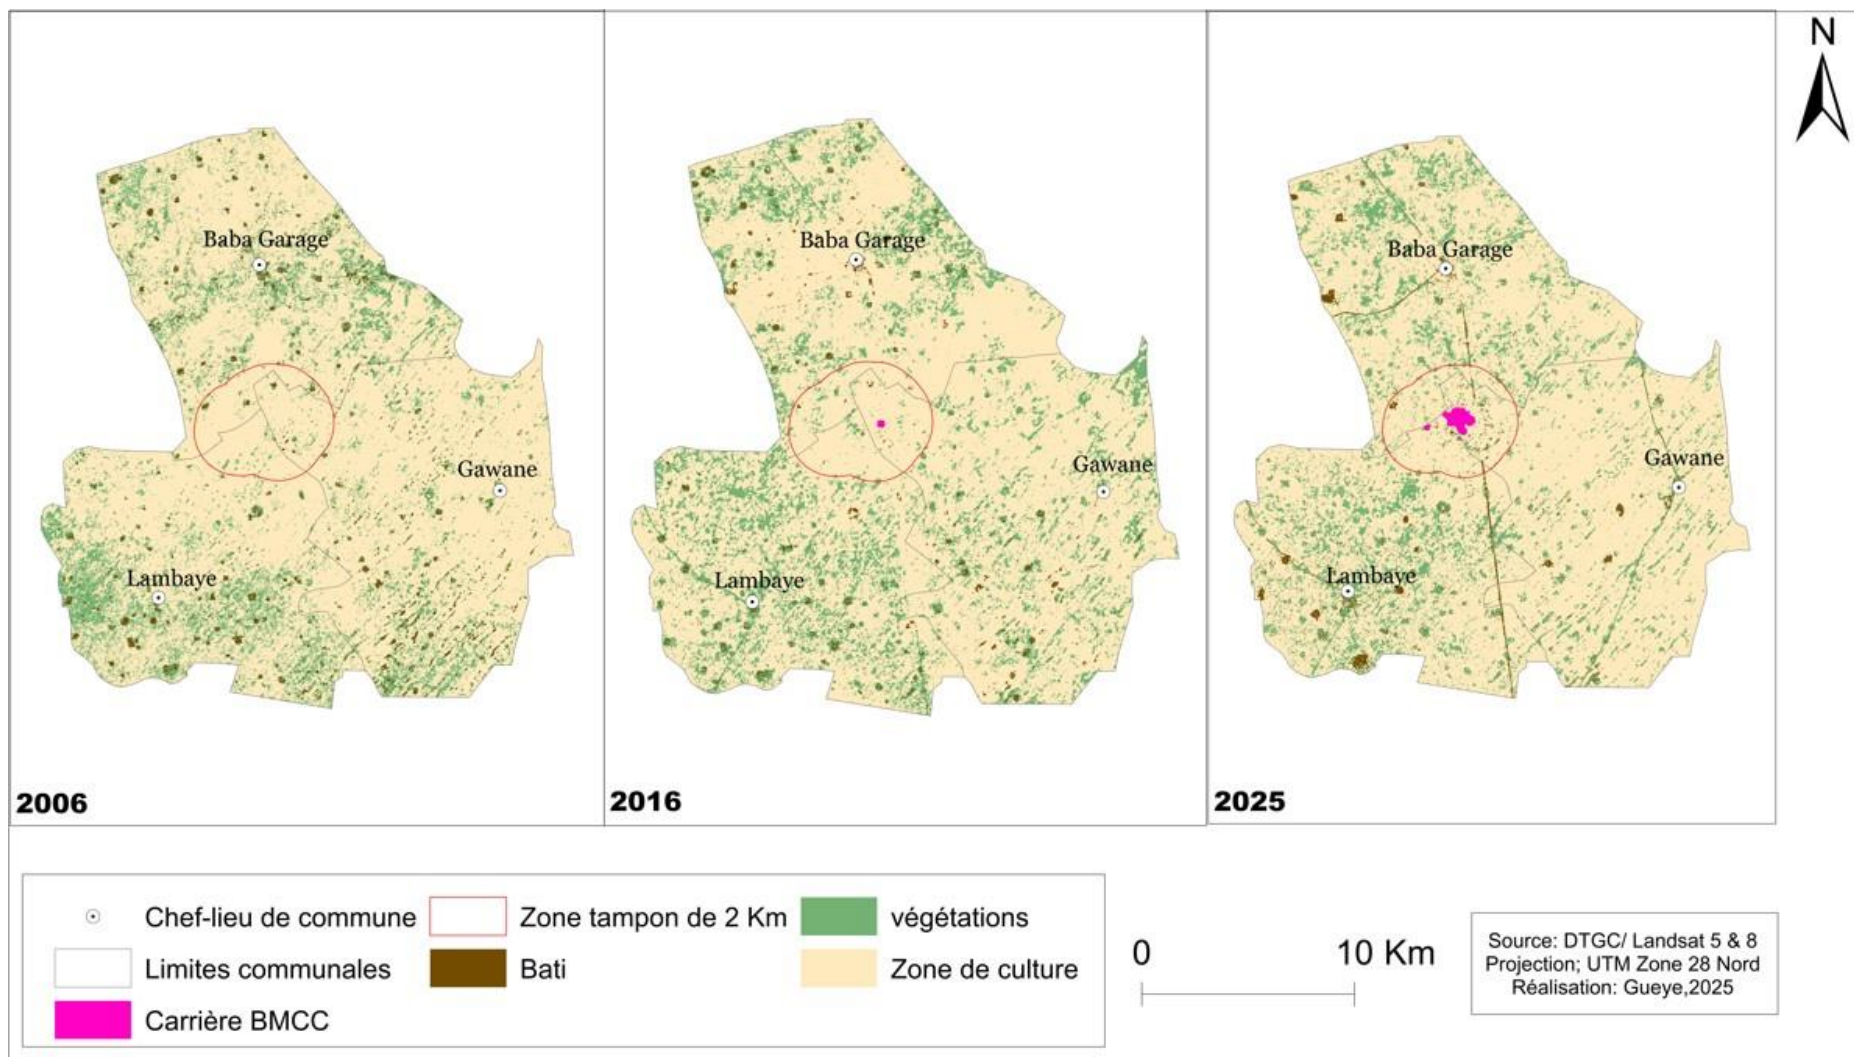 N
Baba Garage
Gawane
Lambaye
2006
Baba Garage
Gawane
Lambaye
2016
Baba Garage
Gawane
Lambaye
2025
Chef-lieu de commune
Zone tampon de 2 Km
végétations
Limites communales
Bati
Zone de culture
Carrière BMCC
0 10 Km
Source: DTGC/ Landsat 5 & 8
Projection; UTM Zone 28 Nord
Réalisation: Gueye,2025